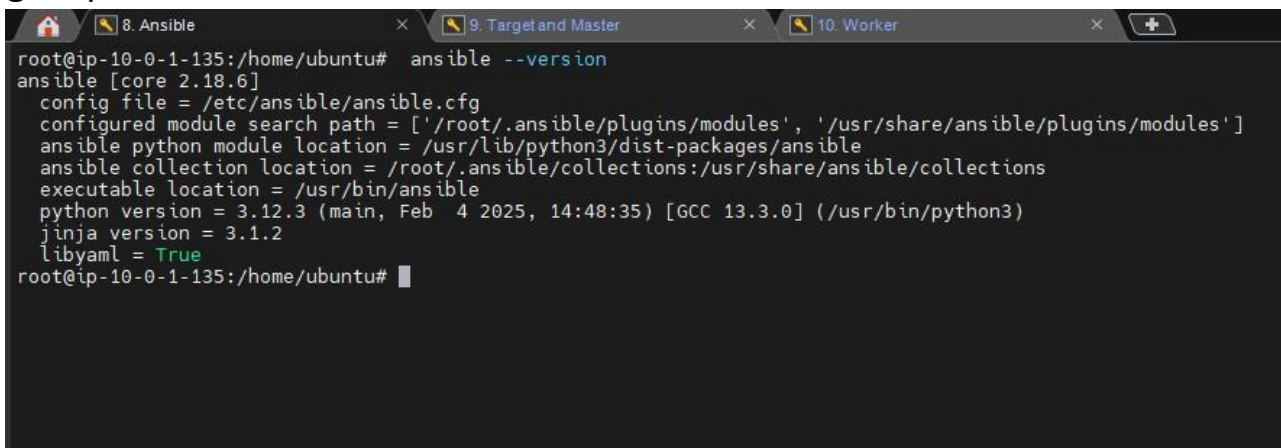 8. Ansible
9. Target and Master
10. Worker
root@ip-10-0-1-135:/home/ubuntu#  ansible --version
ansible [core 2.18.6]
  config file = /etc/ansible/ansible.cfg
  configured module search path = ['/root/.ansible/plugins/modules', '/usr/share/ansible/plugins/modules']
  ansible python module location = /usr/lib/python3/dist-packages/ansible
  ansible collection location = /root/.ansible/collections:/usr/share/ansible/collections
  executable location = /usr/bin/ansible
  python version = 3.12.3 (main, Feb  4 2025, 14:48:35) [GCC 13.3.0] (/usr/bin/python3)
  jinja version = 3.1.2
  libyaml = True
root@ip-10-0-1-135:/home/ubuntu#